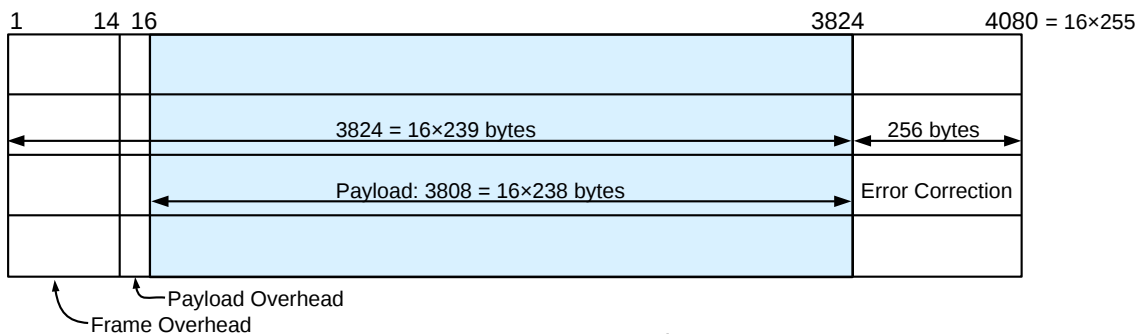 1 14 16 3824 4080 = 16×255
3824 = 16×239 bytes 256 bytes
Payload: 3808 = 16×238 bytes Error Correction
Payload Overhead
Frame Overhead